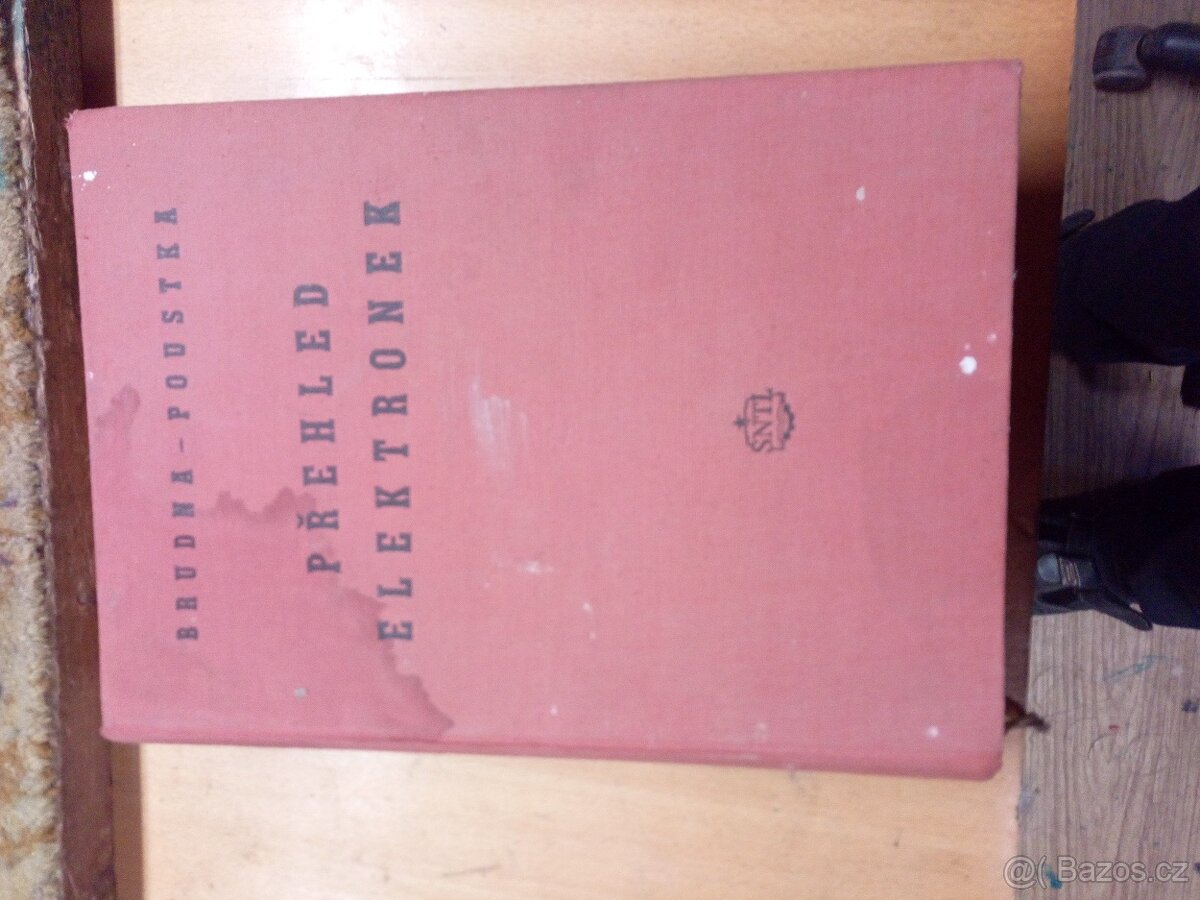 BRUDNA – POUSTKA
PŘEHLED
ELEKTRONEK
SNTL
@( Bazos.cz